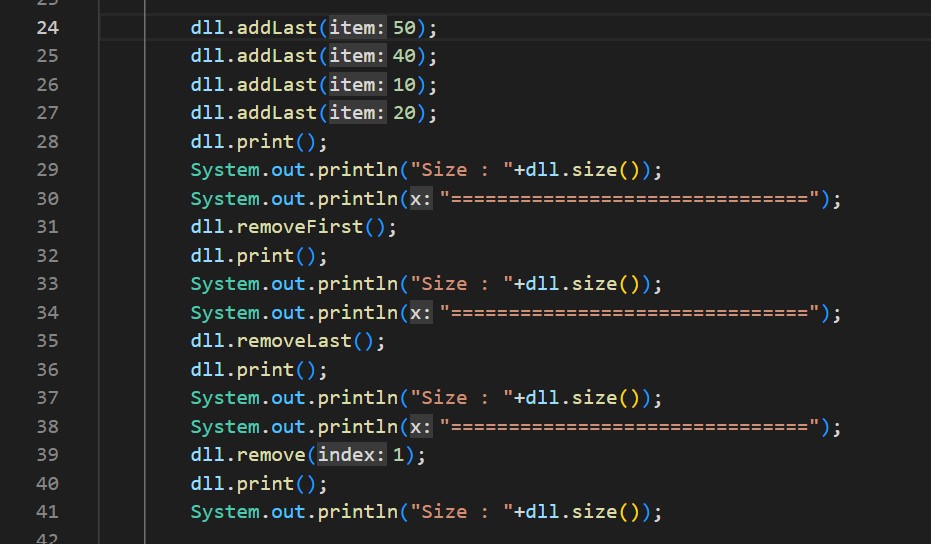 24 dll.addLast(item: 50);
25 dll.addLast(item: 40);
26 dll.addLast(item: 10);
27 dll.addLast(item: 20);
28 dll.print();
29 System.out.println("Size : "+dll.size());
30 System.out.println(x: "===============================");
31 dll.removeFirst();
32 dll.print();
33 System.out.println("Size : "+dll.size());
34 System.out.println(x: "===============================");
35 dll.removeLast();
36 dll.print();
37 System.out.println("Size : "+dll.size());
38 System.out.println(x: "===============================");
39 dll.remove(index: 1);
40 dll.print();
41 System.out.println("Size : "+dll.size());
42